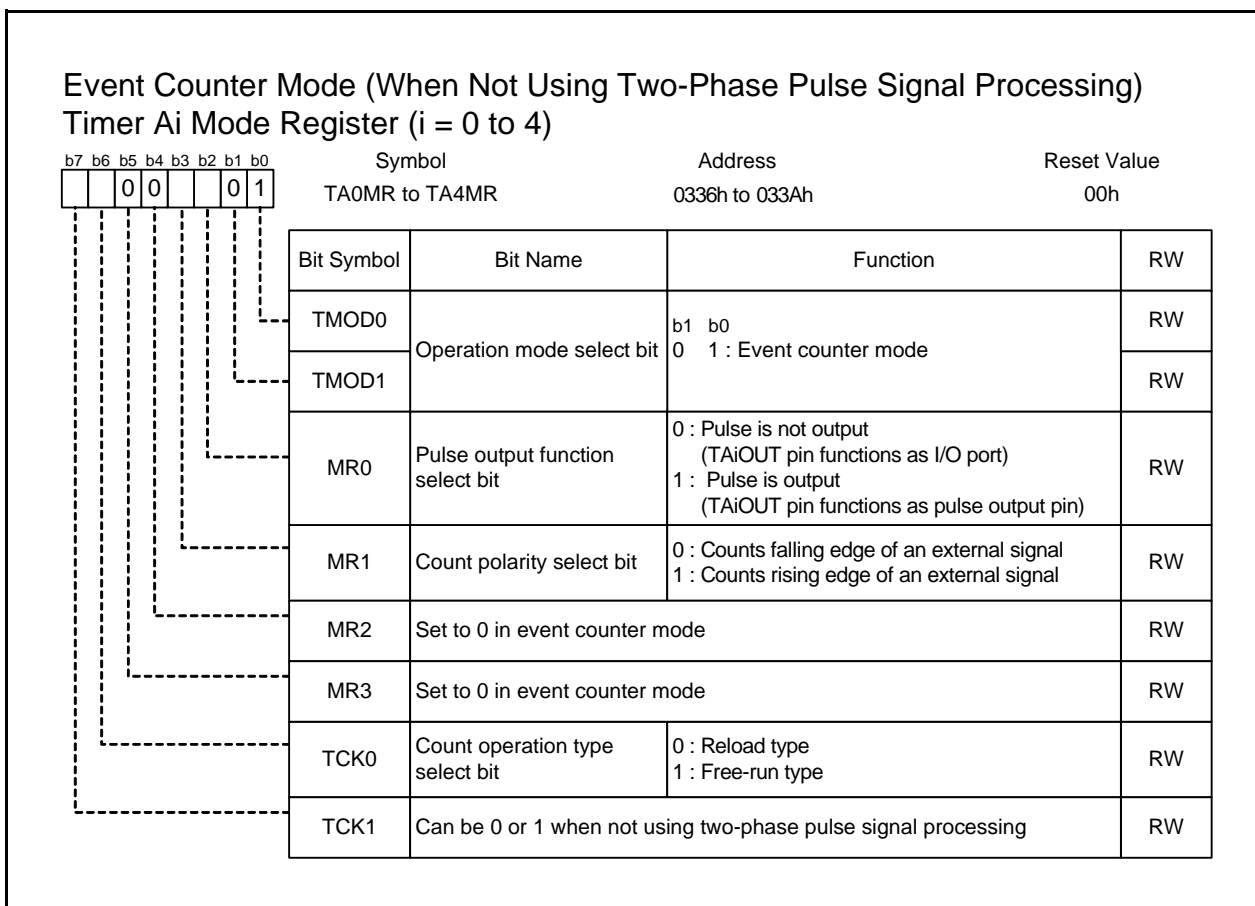 Event Counter Mode (When Not Using Two-Phase Pulse Signal Processing)
Timer Ai Mode Register (i = 0 to 4)
b7 b6 b5 b4 b3 b2 b1 b0
0 0 0 1
Symbol Address Reset Value
TA0MR to TA4MR 0336h to 033Ah 00h
Bit Symbol Bit Name Function RW
TMOD0 RW
Operation mode select bit
b1 b0
0 1 : Event counter mode
TMOD1 RW
MR0
Pulse output function
select bit
0 : Pulse is not output
(TAiOUT pin functions as I/O port)
1 : Pulse is output
(TAiOUT pin functions as pulse output pin)
RW
MR1 Count polarity select bit
0 : Counts falling edge of an external signal
1 : Counts rising edge of an external signal
RW
MR2 Set to 0 in event counter mode RW
MR3 Set to 0 in event counter mode RW
TCK0
Count operation type
select bit
0 : Reload type
1 : Free-run type
RW
TCK1 Can be 0 or 1 when not using two-phase pulse signal processing RW